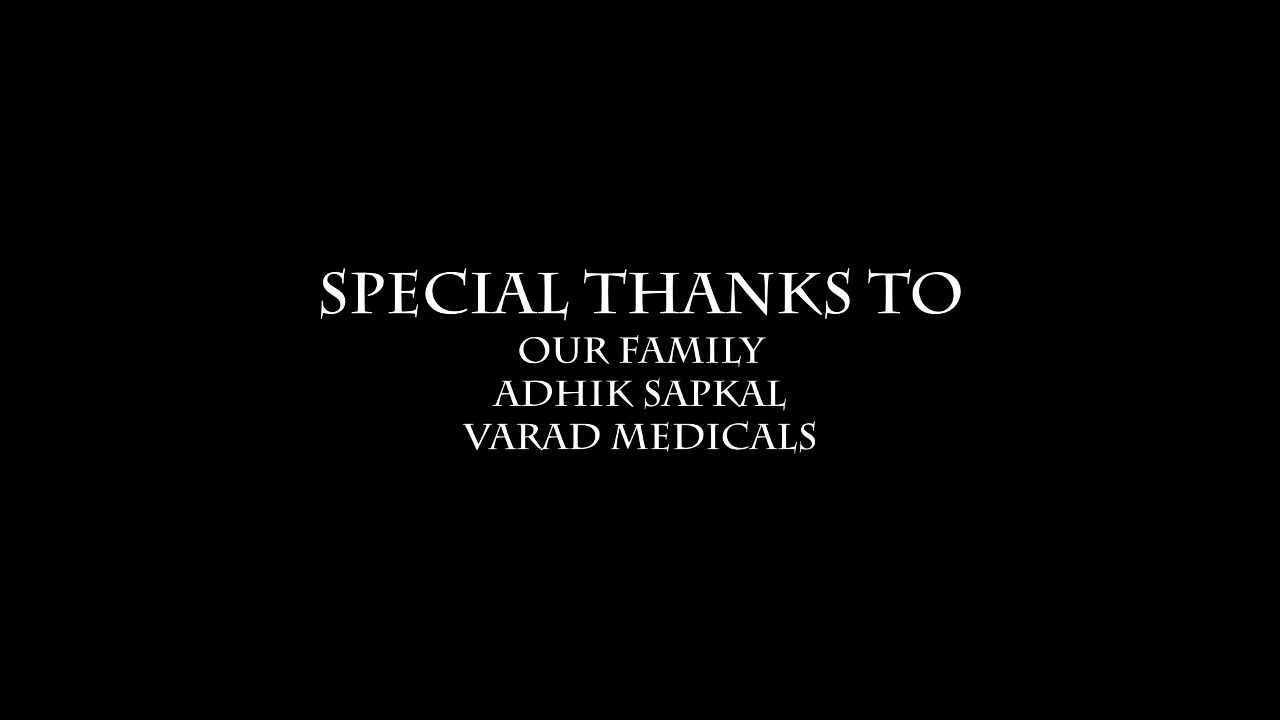 SPECIAL THANKS TO
OUR FAMILY
ADHIK SAPKAL
VARAD MEDICALS